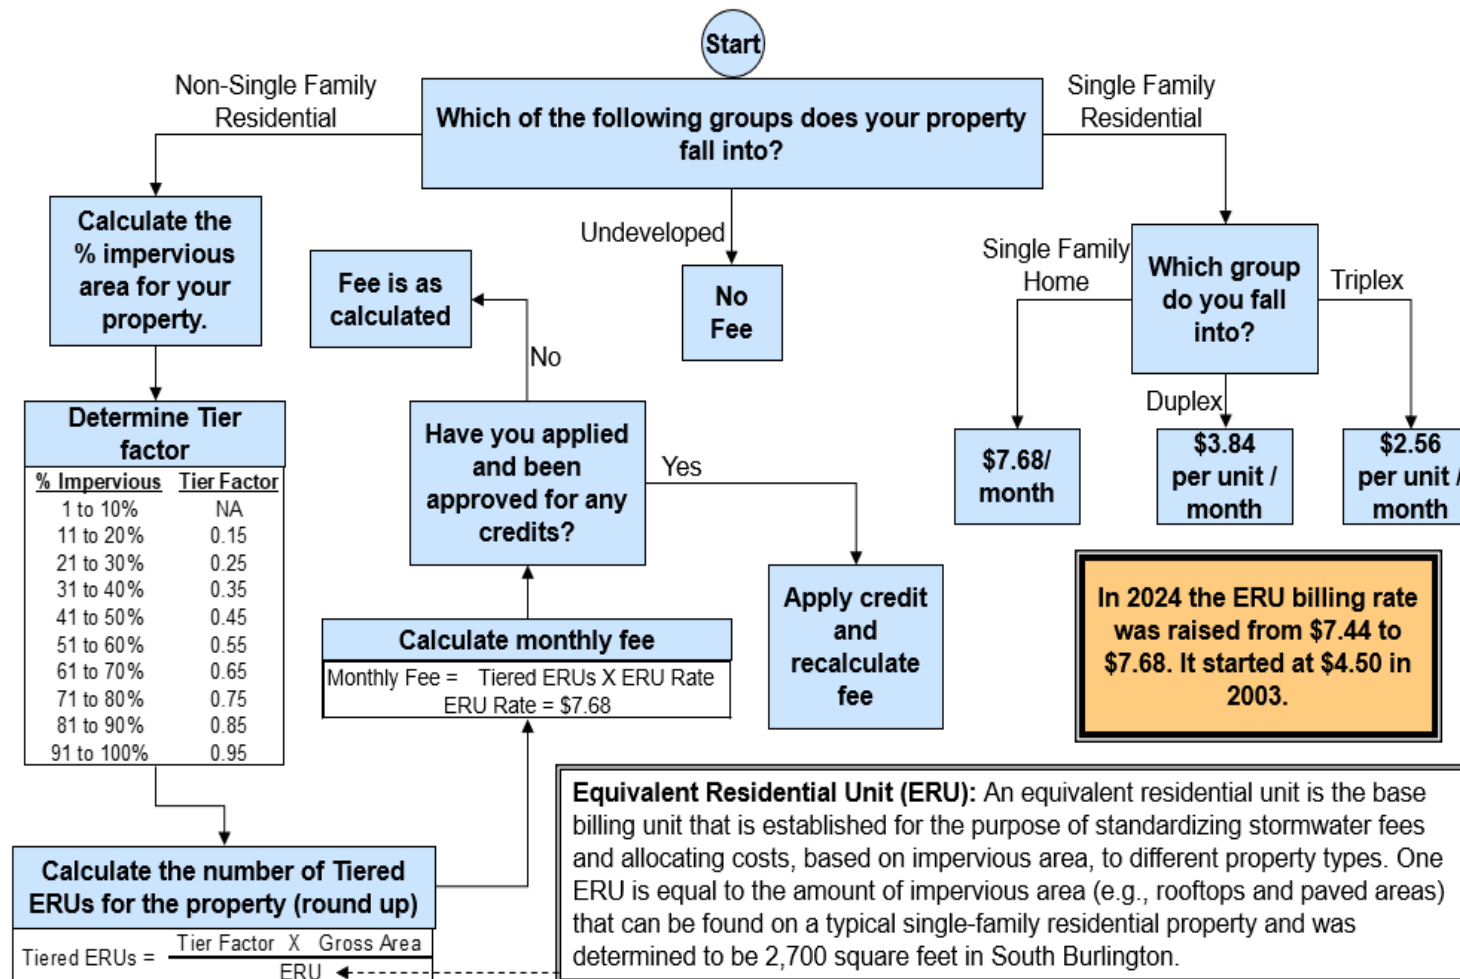 Start
Non-Single Family
Residential
Which of the following groups does your property
fall into?
Single Family
Residential
Calculate the
% impervious
area for your
property.
Fee is as
calculated
Undeveloped
No
Fee
Single Family
Home
Which group
do you fall
into?
Triplex
No
Duplex
Determine Tier
factor
% Impervious Tier Factor
1 to 10% NA
11 to 20% 0.15
21 to 30% 0.25
31 to 40% 0.35
41 to 50% 0.45
51 to 60% 0.55
61 to 70% 0.65
71 to 80% 0.75
81 to 90% 0.85
91 to 100% 0.95
Have you applied
and been
approved for any
credits?
Yes
$7.68/
month
$3.84
per unit /
month
$2.56
per unit /
month
Calculate monthly fee
Monthly Fee = Tiered ERUs X ERU Rate
ERU Rate = $7.68
Apply credit
and
recalculate
fee
In 2024 the ERU billing rate
was raised from $7.44 to
$7.68. It started at $4.50 in
2003.
Calculate the number of Tiered
ERUs for the property (round up)
Tiered ERUs = Tier Factor X Gross Area
ERU
Equivalent Residential Unit (ERU): An equivalent residential unit is the base
billing unit that is established for the purpose of standardizing stormwater fees
and allocating costs, based on impervious area, to different property types. One
ERU is equal to the amount of impervious area (e.g., rooftops and paved areas)
that can be found on a typical single-family residential property and was
determined to be 2,700 square feet in South Burlington.